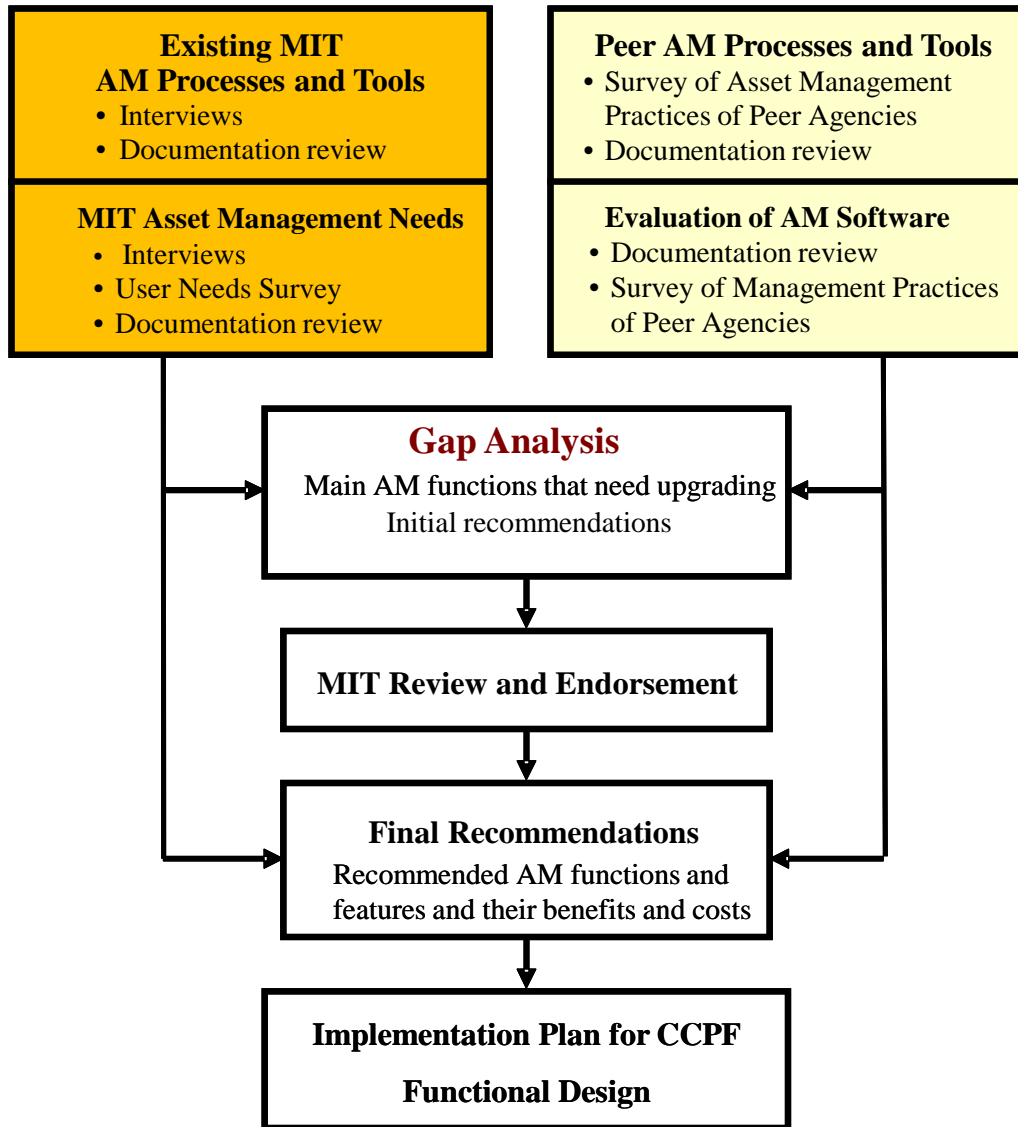 Existing MIT
AM Processes and Tools
• Interviews
• Documentation review
MIT Asset Management Needs
• Interviews
• User Needs Survey
• Documentation review
Peer AM Processes and Tools
• Survey of Asset Management
Practices of Peer Agencies
• Documentation review
Evaluation of AM Software
• Documentation review
• Survey of Management Practices
of Peer Agencies
Gap Analysis
Main AM functions that need upgrading
Initial recommendations
MIT Review and Endorsement
Final Recommendations
Recommended AM functions and
features and their benefits and costs
Implementation Plan for CCPF
Functional Design